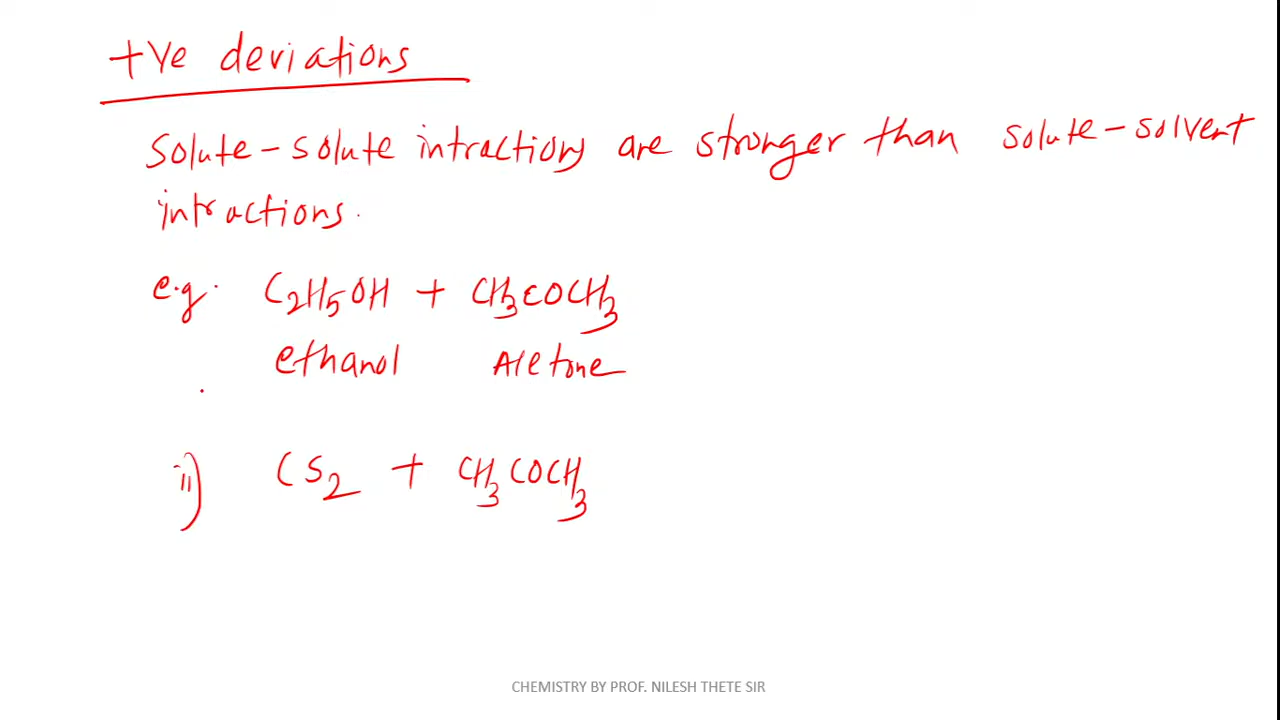 +ve deviations
Solute - solute intractions are stronger than solute - solvent
intractions.
e.g. C2H5OH + CH3COCH3
ethanol Acetone
ii) CS2 + CH3COCH3
CHEMISTRY BY PROF. NILESH THETE SIR